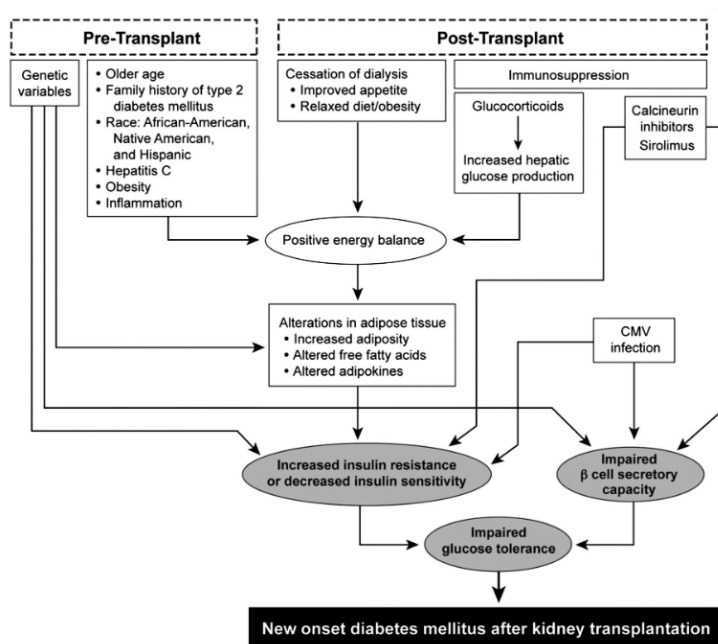 Pre-Transplant
Post-Transplant
Genetic
variables
• Older age
• Family history of type 2
diabetes mellitus
• Race: African-American,
Native American,
and Hispanic
• Hepatitis C
• Obesity
• Inflammation
Cessation of dialysis
• Improved appetite
• Relaxed diet/obesity
Immunosuppression
Glucocorticoids
Increased hepatic
glucose production
Calcineurin
inhibitors
Sirolimus
Positive energy balance
Alterations in adipose tissue
• Increased adiposity
• Altered free fatty acids
• Altered adipokines
CMV
infection
Increased insulin resistance
or decreased insulin sensitivity
Impaired
β cell secretory
capacity
Impaired
glucose tolerance
New onset diabetes mellitus after kidney transplantation